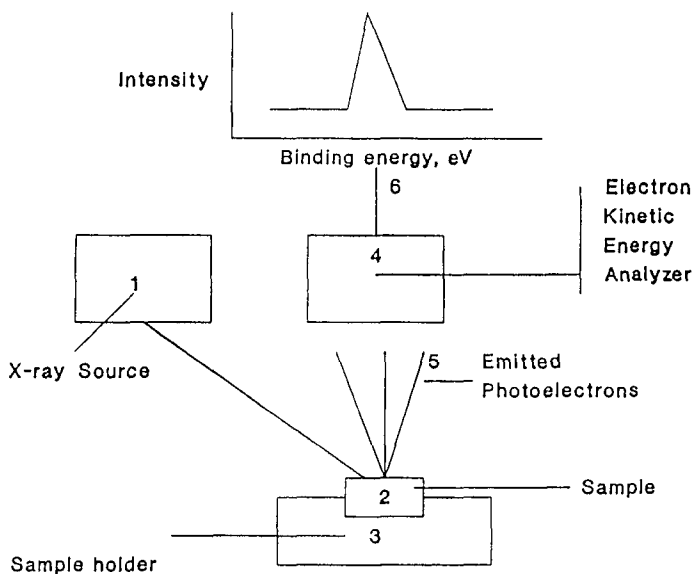 Intensity
Binding energy, eV
6
Electron
Kinetic
Energy
Analyzer
4
1
X-ray Source
5
Emitted
Photoelectrons
2
Sample
3
Sample holder